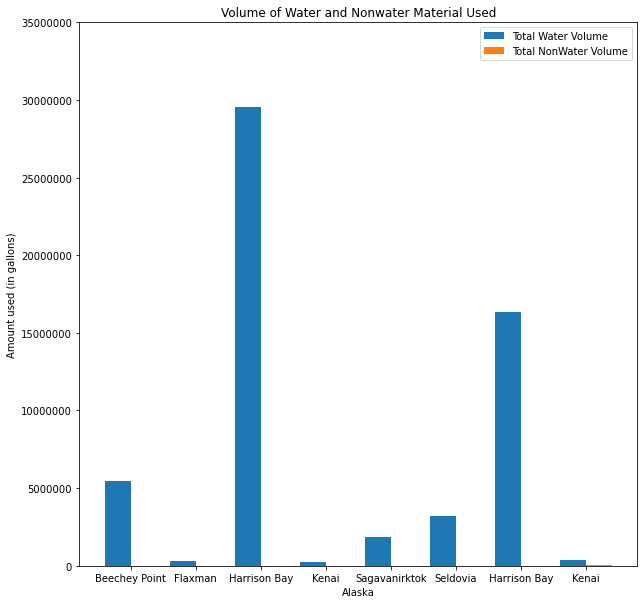 Volume of Water and Nonwater Material Used
Total Water Volume
Total NonWater Volume
35000000
30000000
25000000
20000000
15000000
10000000
5000000
0
Amount used (in gallons)
Beechey Point Flaxman Harrison Bay Kenai Sagavanirktok Seldovia Harrison Bay Kenai
Alaska